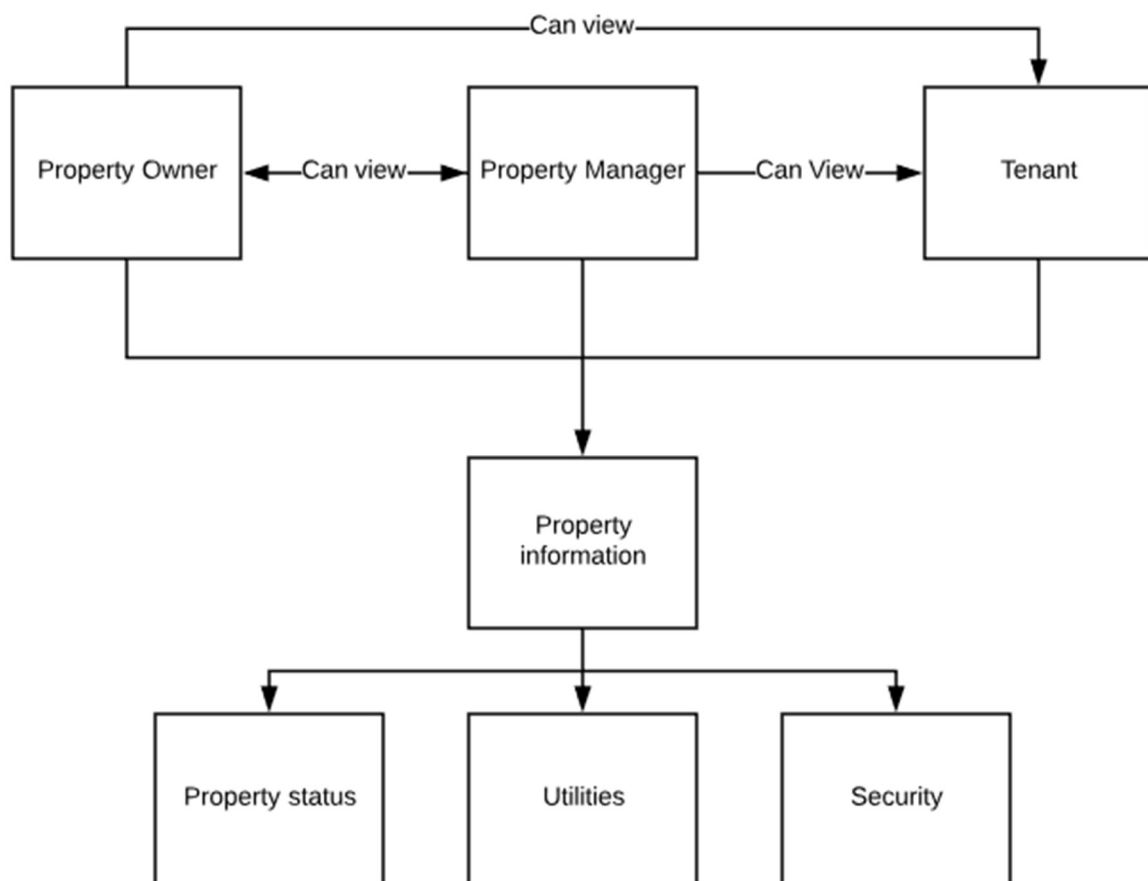 Can view
Property Owner
Can view
Property Manager
Can View
Tenant
Property
information
Property status
Utilities
Security